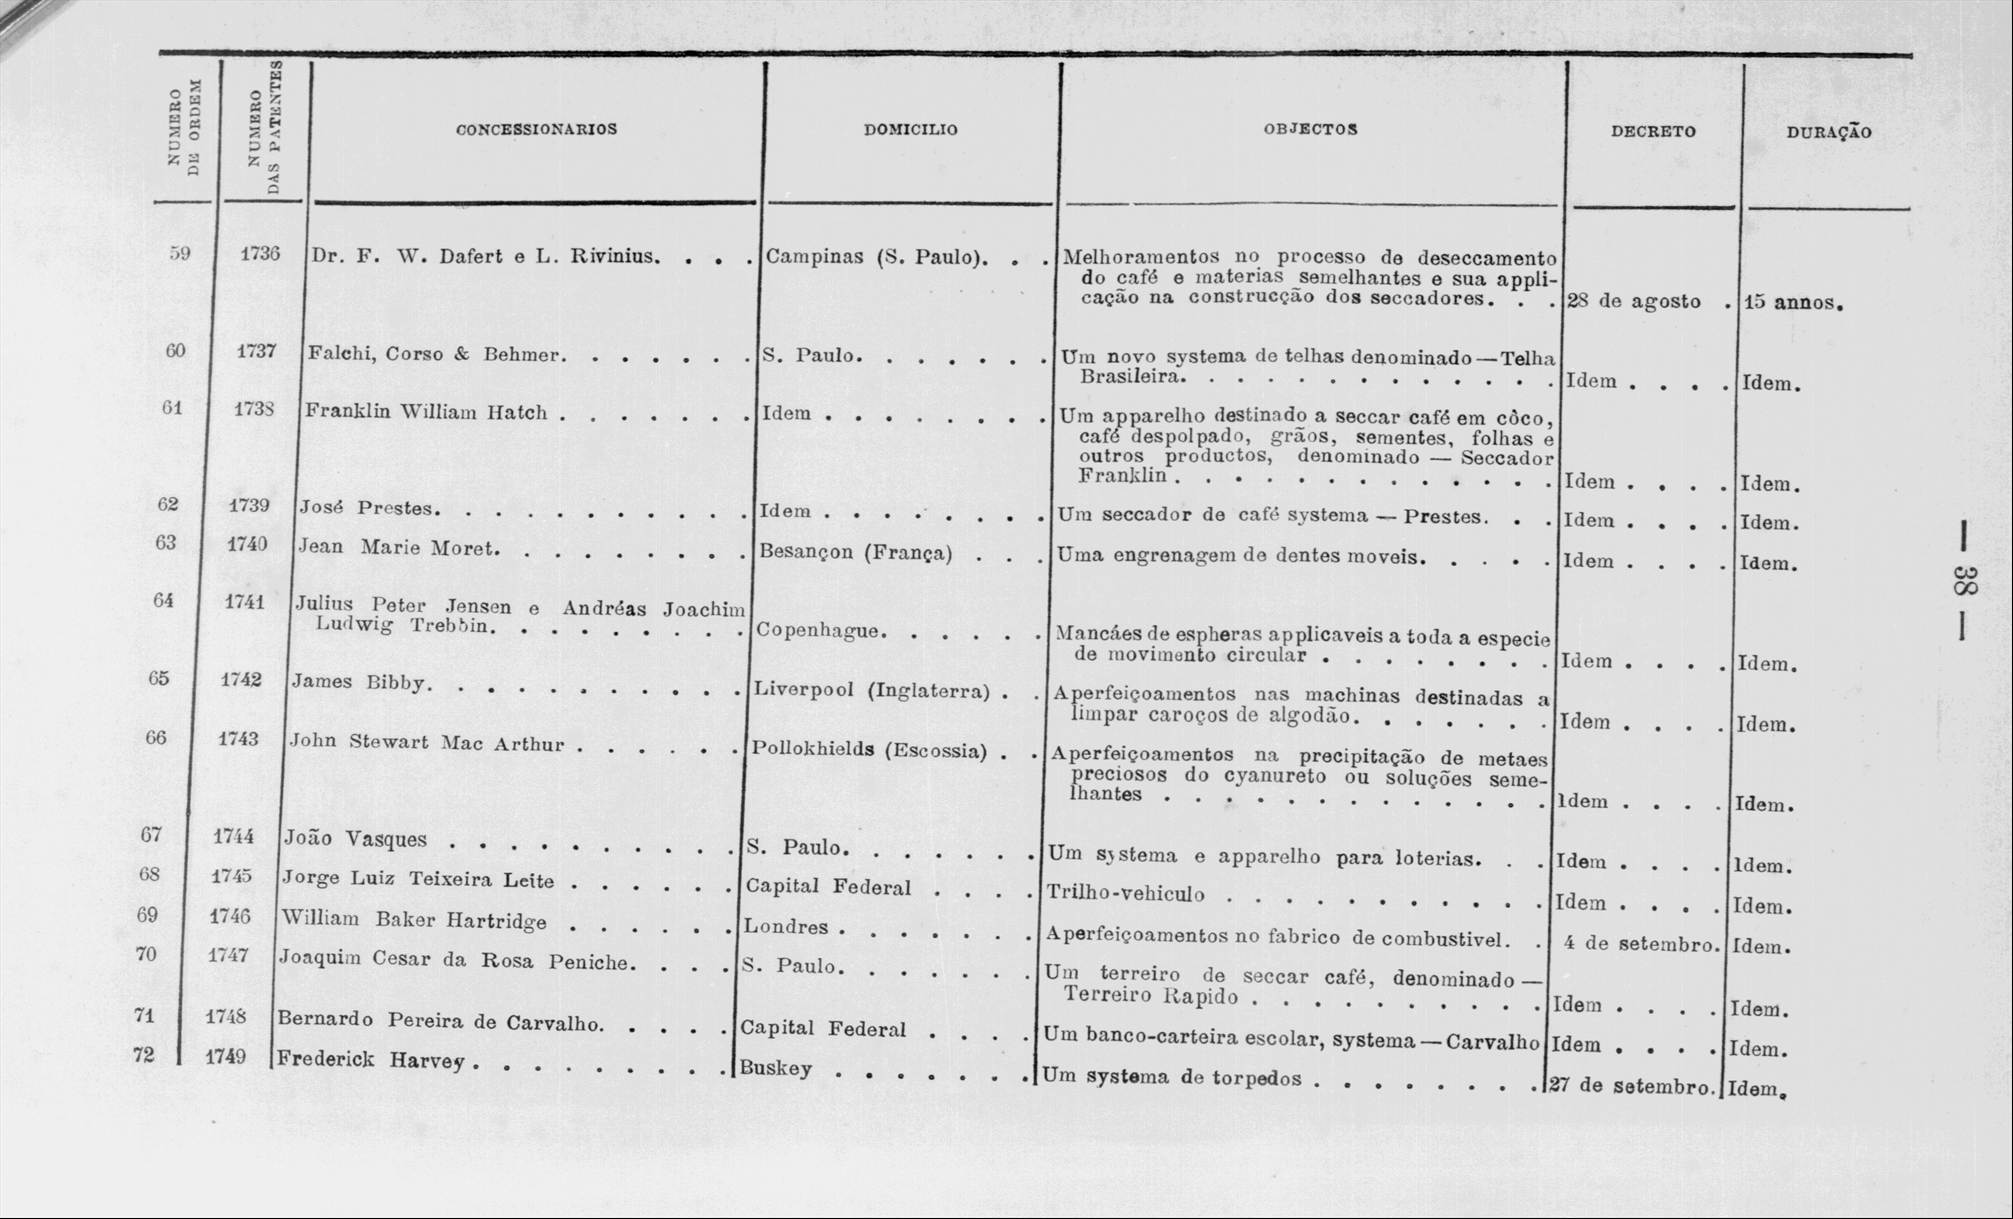 NUMERO DE ORDEM | NUMERO DAS PATENTES | CONCESSIONARIOS | DOMICILIO | OBJECTOS | DECRETO | DURAÇÃO
59 1736 Dr. F. W. Dafert e L. Rivinius. . . . Campinas (S. Paulo). . . Melhoramentos no processo de deseccamento
do café e materias semelhantes e sua appli-
cação na construcção dos seccadores. . . 28 de agosto . 15 annos.
60 1737 Falchi, Corso & Behmer. . . . . . . S. Paulo. . . . . . . Um novo systema de telhas denominado — Telha
Brasileira. . . . . . . . . . . . . Idem . . . . Idem.
61 1738 Franklin William Hatch . . . . . . . Idem . . . . . . . . Um apparelho destinado a seccar café em côco,
café despolpado, grãos, sementes, folhas e
outros productos, denominado — Seccador
Franklin . . . . . . . . . . . . . Idem . . . . Idem.
62 1739 José Prestes. . . . . . . . . . . Idem . . . . . . . . Um seccador de café systema — Prestes. . . Idem . . . . Idem.
63 1740 Jean Marie Moret. . . . . . . . . Besançon (França) . . . Uma engrenagem de dentes moveis. . . . . Idem . . . . Idem.
64 1741 Julius Peter Jensen e Andréas Joachim
Ludwig Trebbin. . . . . . . . . Copenhague. . . . . . Mancáes de espheras applicaveis a toda a especie
de movimento circular . . . . . . . . Idem . . . . Idem.
65 1742 James Bibby. . . . . . . . . . . Liverpool (Inglaterra) . . Aperfeiçoamentos nas machinas destinadas a
limpar caroços de algodão. . . . . . . Idem . . . . Idem.
66 1743 John Stewart Mac Arthur . . . . . . Pollokhields (Escossia) . . Aperfeiçoamentos na precipitação de metaes
preciosos do cyanureto ou soluções seme-
lhantes . . . . . . . . . . . . . Idem . . . . Idem.
67 1744 João Vasques . . . . . . . . . . S. Paulo. . . . . . . Um systema e apparelho para loterias. . . Idem . . . . Idem.
68 1745 Jorge Luiz Teixeira Leite . . . . . . Capital Federal . . . . Trilho-vehiculo . . . . . . . . . . . Idem . . . . Idem.
69 1746 William Baker Hartridge . . . . . . Londres . . . . . . . Aperfeiçoamentos no fabrico de combustivel. . 4 de setembro. Idem.
70 1747 Joaquim Cesar da Rosa Peniche. . . . S. Paulo. . . . . . . Um terreiro de seccar café, denominado —
Terreiro Rapido . . . . . . . . . . Idem . . . . Idem.
71 1748 Bernardo Pereira de Carvalho. . . . . Capital Federal . . . . Um banco-carteira escolar, systema — Carvalho Idem . . . . Idem.
72 1749 Frederick Harvey . . . . . . . . . Buskey . . . . . . . Um systema de torpedos . . . . . . . . 27 de setembro. Idem.
— 38 —